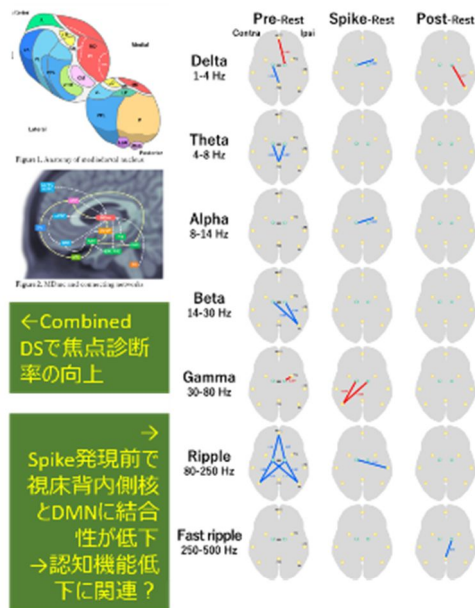 Medial
Lateral
Posterior
Figure 1. Anatomy of mediodorsal nucleus
Figure 2. MDnuc and connecting networks
←Combined
DSで焦点診断
率の向上
→
Spike発現前で
視床背内側核
とDMNに結合
性が低下
→認知機能低
下に関連？
Pre-Rest
Spike-Rest
Post-Rest
Contra
Ipsi
Delta
1-4 Hz
Theta
4-8 Hz
Alpha
8-14 Hz
Beta
14-30 Hz
Gamma
30-80 Hz
Ripple
80-250 Hz
Fast ripple
250-500 Hz